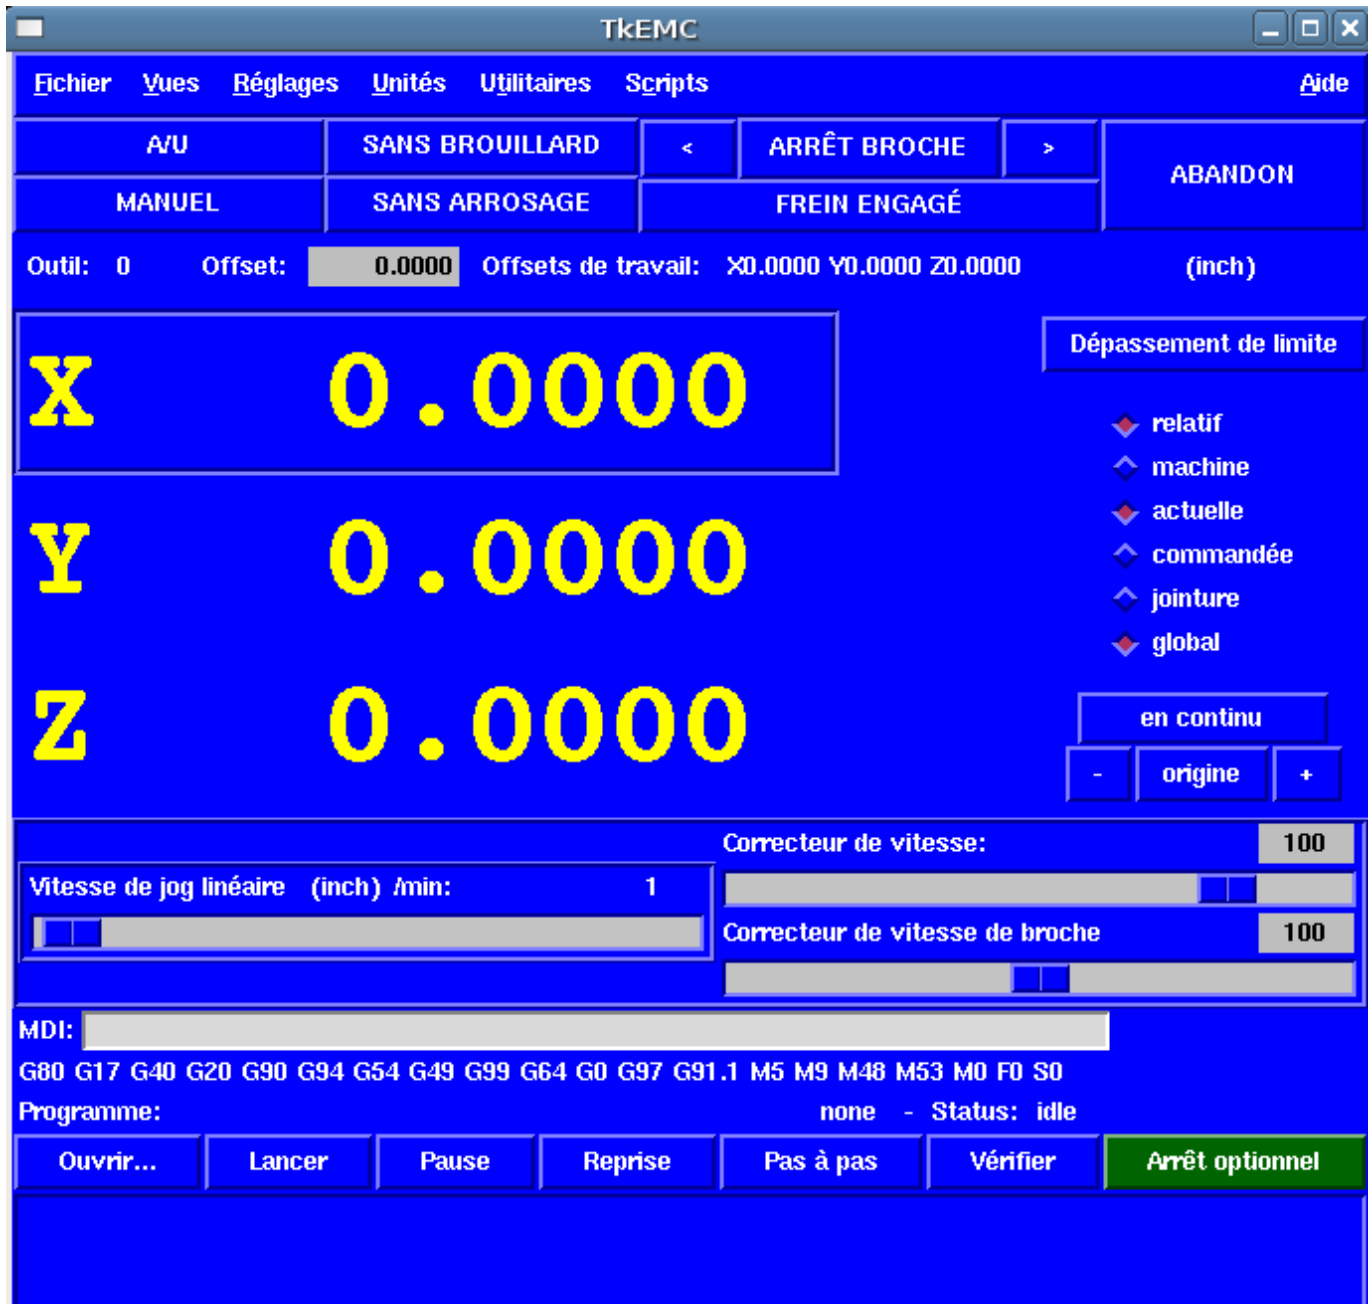 TkEMC
Fichier Vues Réglages Unités Utilitaires Scripts Aide
A/U SANS BROUILLARD < ARRÊT BROCHE > ABANDON
MANUEL SANS ARROSAGE FREIN ENGAGÉ
Outil: 0 Offset: 0.0000 Offsets de travail: X0.0000 Y0.0000 Z0.0000 (inch)
Dépassement de limite
X 0.0000
relatif
machine
actuelle
Y 0.0000
commandée
jointure
global
Z 0.0000
en continu
- origine +
Correcteur de vitesse: 100
Vitesse de jog linéaire (inch) /min: 1
Correcteur de vitesse de broche 100
MDI:
G80 G17 G40 G20 G90 G94 G54 G49 G99 G64 G0 G97 G91.1 M5 M9 M48 M53 M0 F0 S0
Programme: none - Status: idle
Ouvrir... Lancer Pause Reprise Pas à pas Vérifier Arrêt optionnel